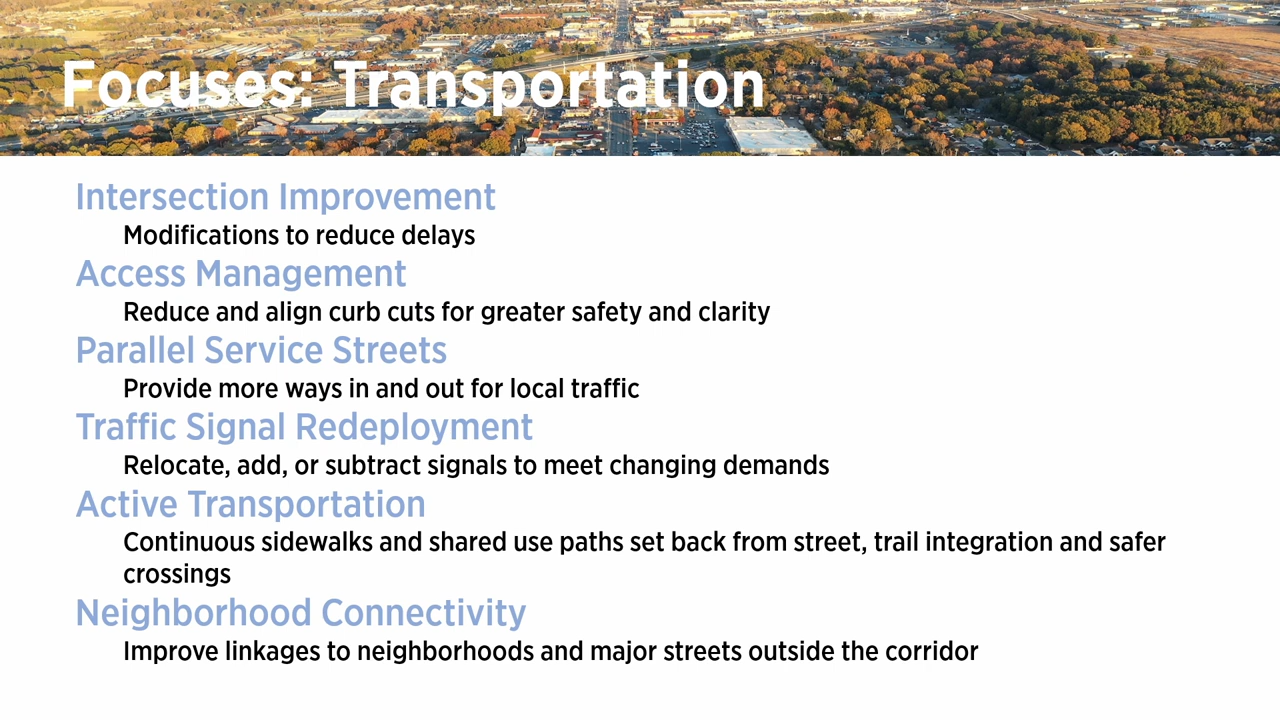 Focuses: Transportation
Intersection Improvement
Modifications to reduce delays
Access Management
Reduce and align curb cuts for greater safety and clarity
Parallel Service Streets
Provide more ways in and out for local traffic
Traffic Signal Redeployment
Relocate, add, or subtract signals to meet changing demands
Active Transportation
Continuous sidewalks and shared use paths set back from street, trail integration and safer
crossings
Neighborhood Connectivity
Improve linkages to neighborhoods and major streets outside the corridor